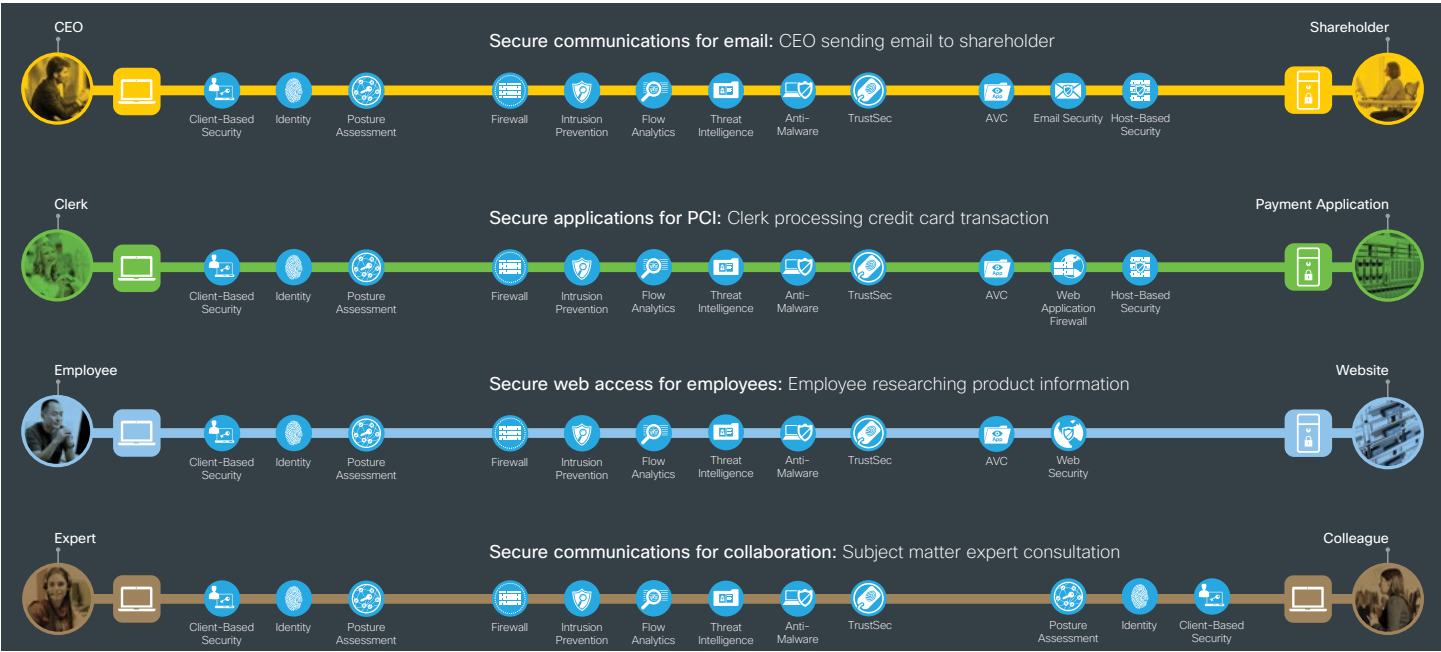 CEO
Secure communications for email: CEO sending email to shareholder
Shareholder
Client-Based
Security
Identity
Posture
Assessment
Firewall
Intrusion
Prevention
Flow
Analytics
Threat
Intelligence
Anti-
Malware
TrustSec
App
AVC
Email Security
Host-Based
Security
Clerk
Secure applications for PCI: Clerk processing credit card transaction
Payment Application
Client-Based
Security
Identity
Posture
Assessment
Firewall
Intrusion
Prevention
Flow
Analytics
Threat
Intelligence
Anti-
Malware
TrustSec
App
AVC
Web
Application
Firewall
Host-Based
Security
Employee
Secure web access for employees: Employee researching product information
Website
Client-Based
Security
Identity
Posture
Assessment
Firewall
Intrusion
Prevention
Flow
Analytics
Threat
Intelligence
Anti-
Malware
TrustSec
App
AVC
Web
Security
Expert
Secure communications for collaboration: Subject matter expert consultation
Colleague
Client-Based
Security
Identity
Posture
Assessment
Firewall
Intrusion
Prevention
Flow
Analytics
Threat
Intelligence
Anti-
Malware
TrustSec
Posture
Assessment
Identity
Client-Based
Security